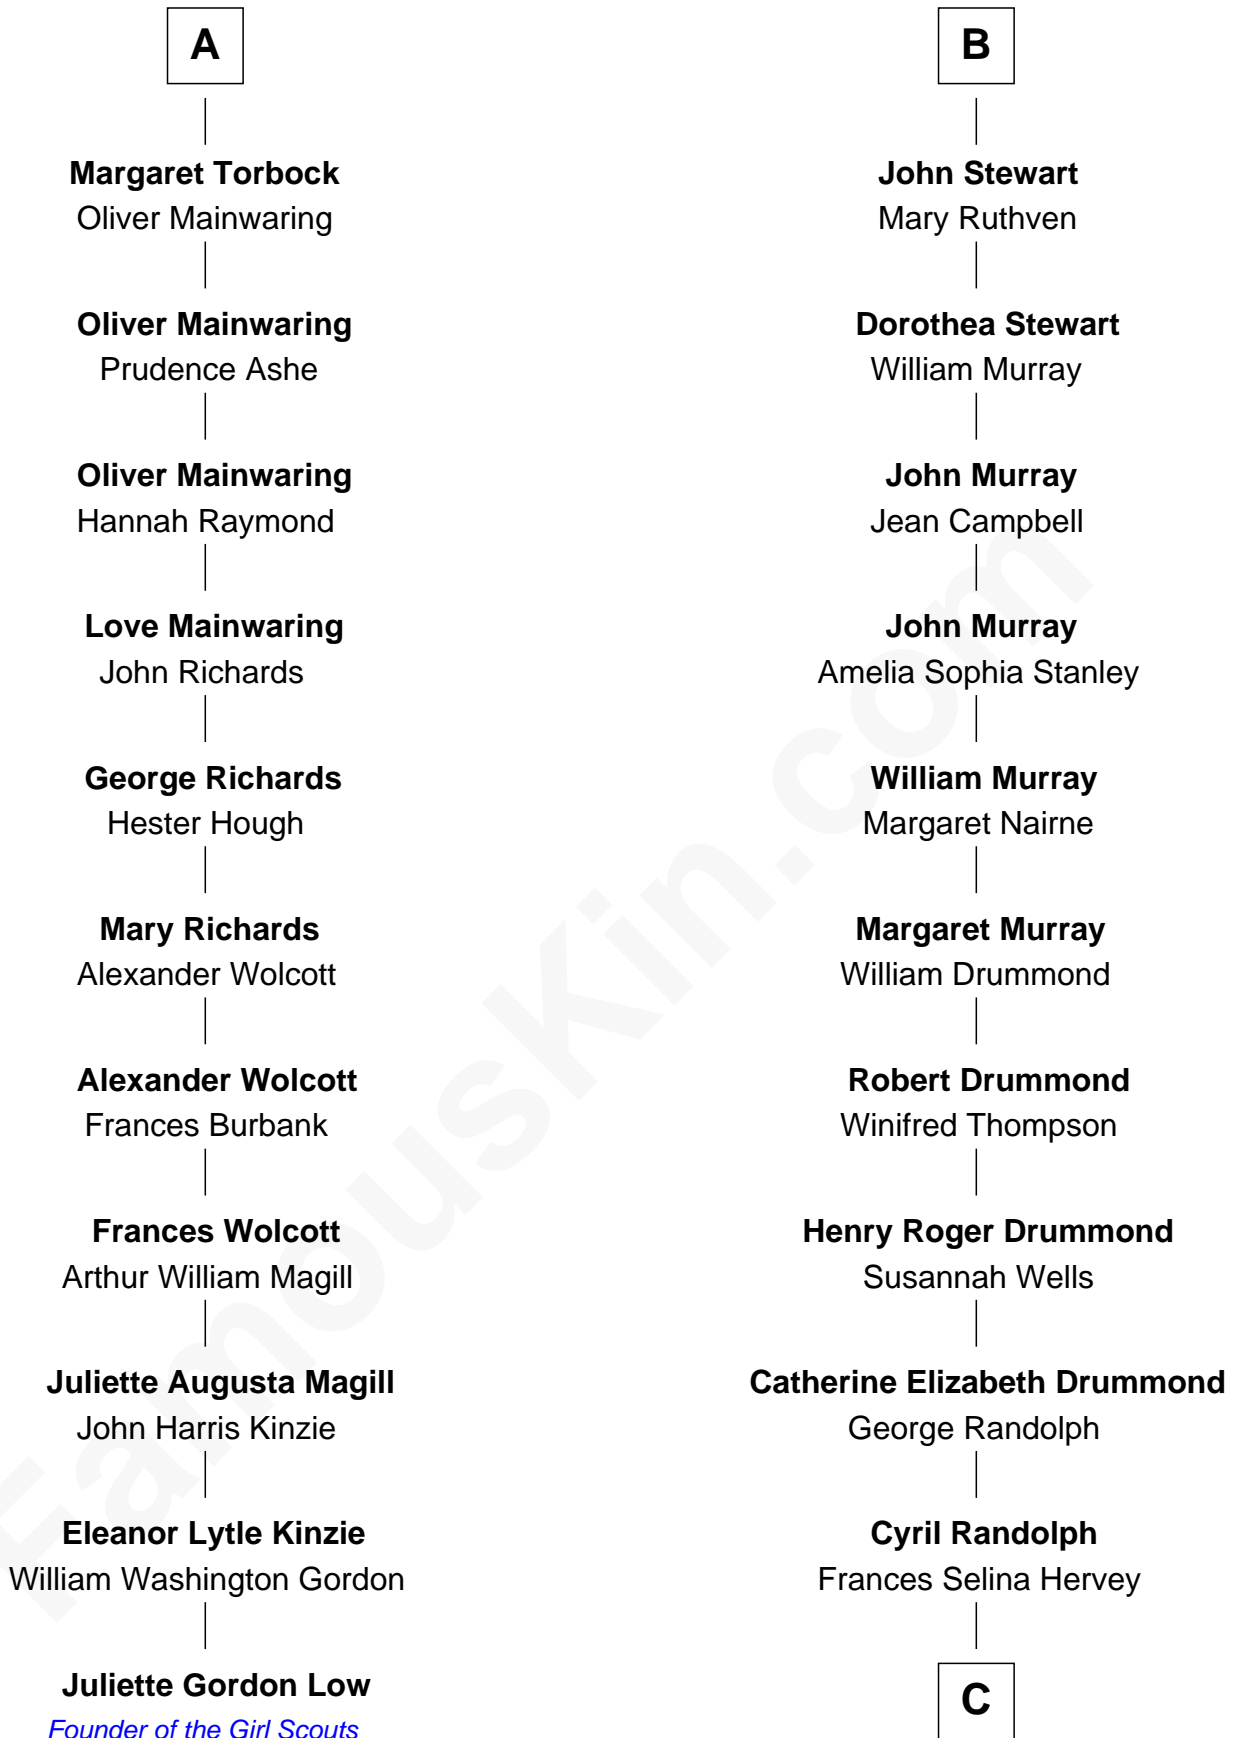 A
Margaret Torbock
Oliver Mainwaring
Oliver Mainwaring
Prudence Ashe
Oliver Mainwaring
Hannah Raymond
Love Mainwaring
John Richards
George Richards
Hester Hough
Mary Richards
Alexander Wolcott
Alexander Wolcott
Frances Burbank
Frances Wolcott
Arthur William Magill
Juliette Augusta Magill
John Harris Kinzie
Eleanor Lytle Kinzie
William Washington Gordon
Juliette Gordon Low
Founder of the Girl Scouts
B
John Stewart
Mary Ruthven
Dorothea Stewart
William Murray
John Murray
Jean Campbell
John Murray
Amelia Sophia Stanley
William Murray
Margaret Nairne
Margaret Murray
William Drummond
Robert Drummond
Winifred Thompson
Henry Roger Drummond
Susannah Wells
Catherine Elizabeth Drummond
George Randolph
Cyril Randolph
Frances Selina Hervey
C
FamousKin.com